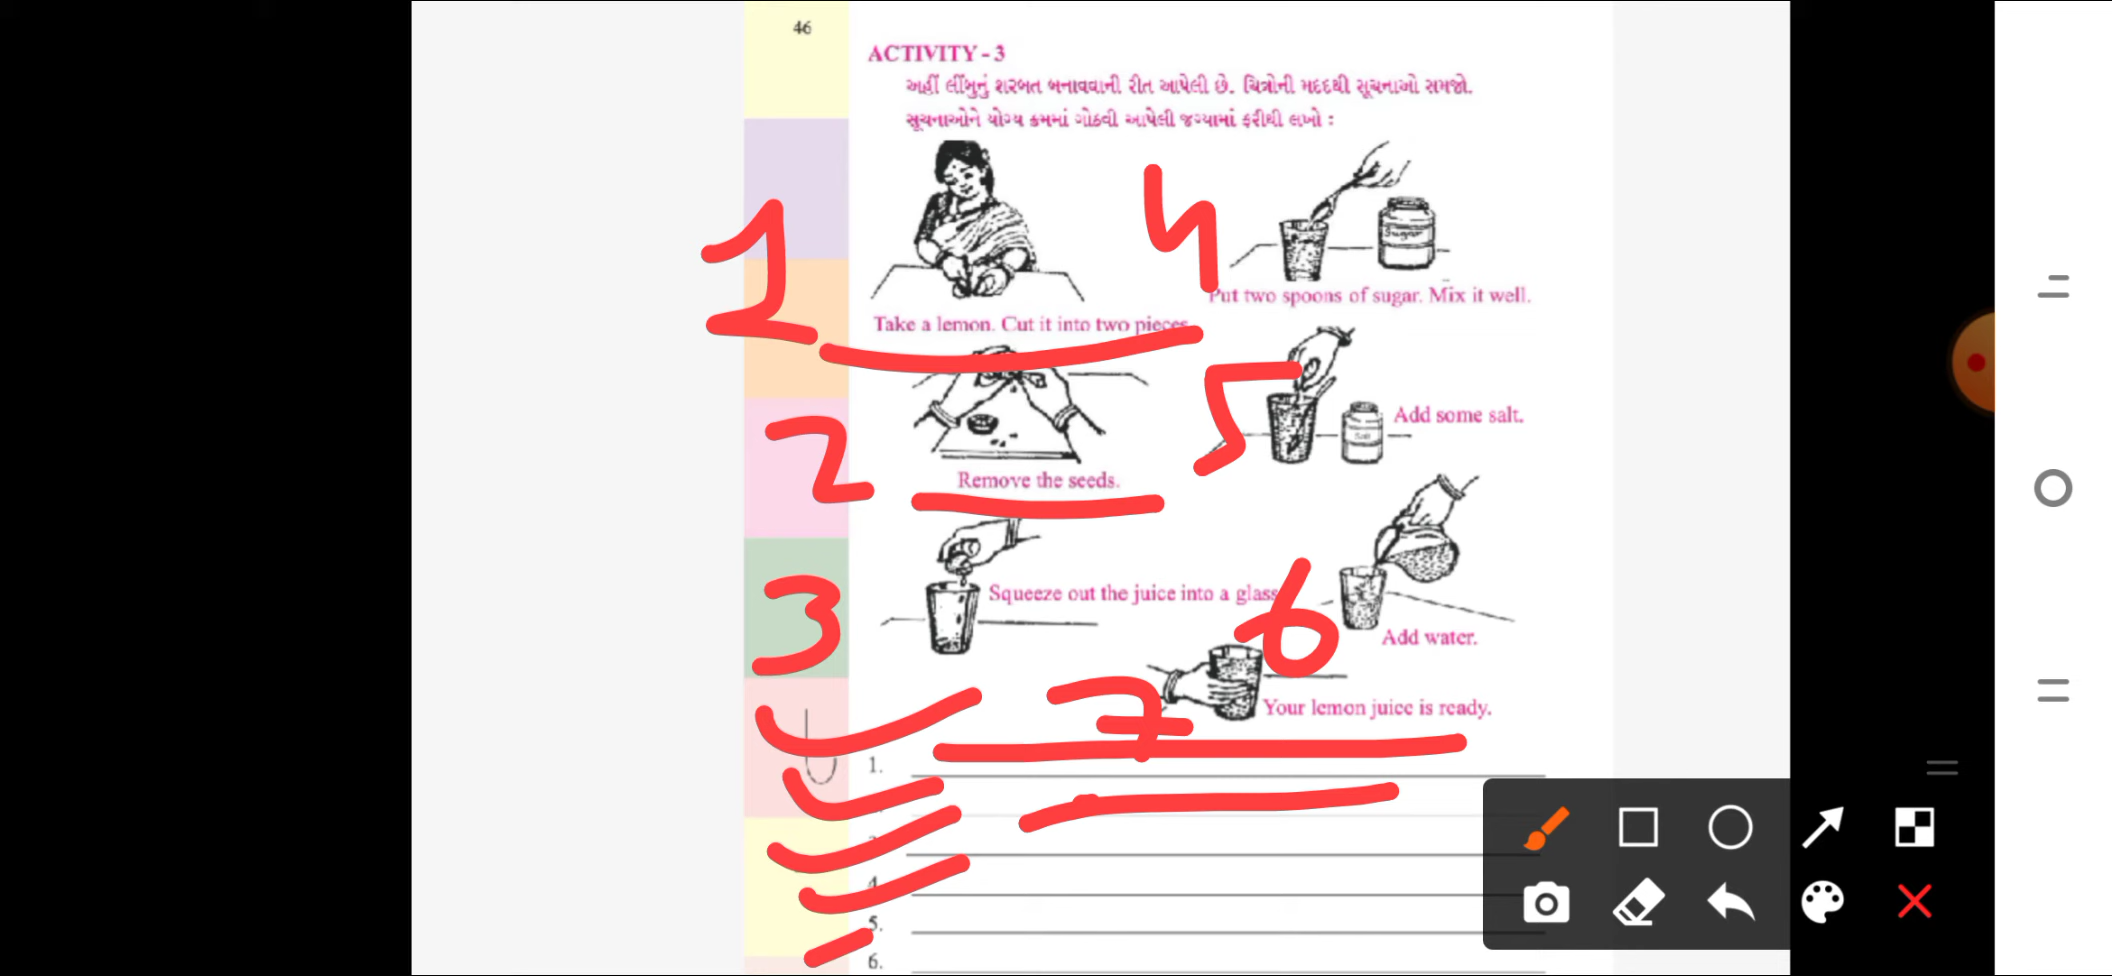 46
ACTIVITY - 3
અહીં લીંબુનું શરબત બનાવવાની રીત આપેલી છે. ચિત્રોની મદદથી સૂચનાઓ સમજો.
સૂચનાઓને યોગ્ય ક્રમમાં ગોઠવી આપેલી જગ્યામાં ફરીથી લખો :
1
4
Sugar
Put two spoons of sugar. Mix it well.
Take a lemon. Cut it into two pieces
2
5
Salt
Add some salt.
Remove the seeds.
3
Squeeze out the juice into a glass
6
Add water.
7
Your lemon juice is ready.
1.
4.
5.
6.